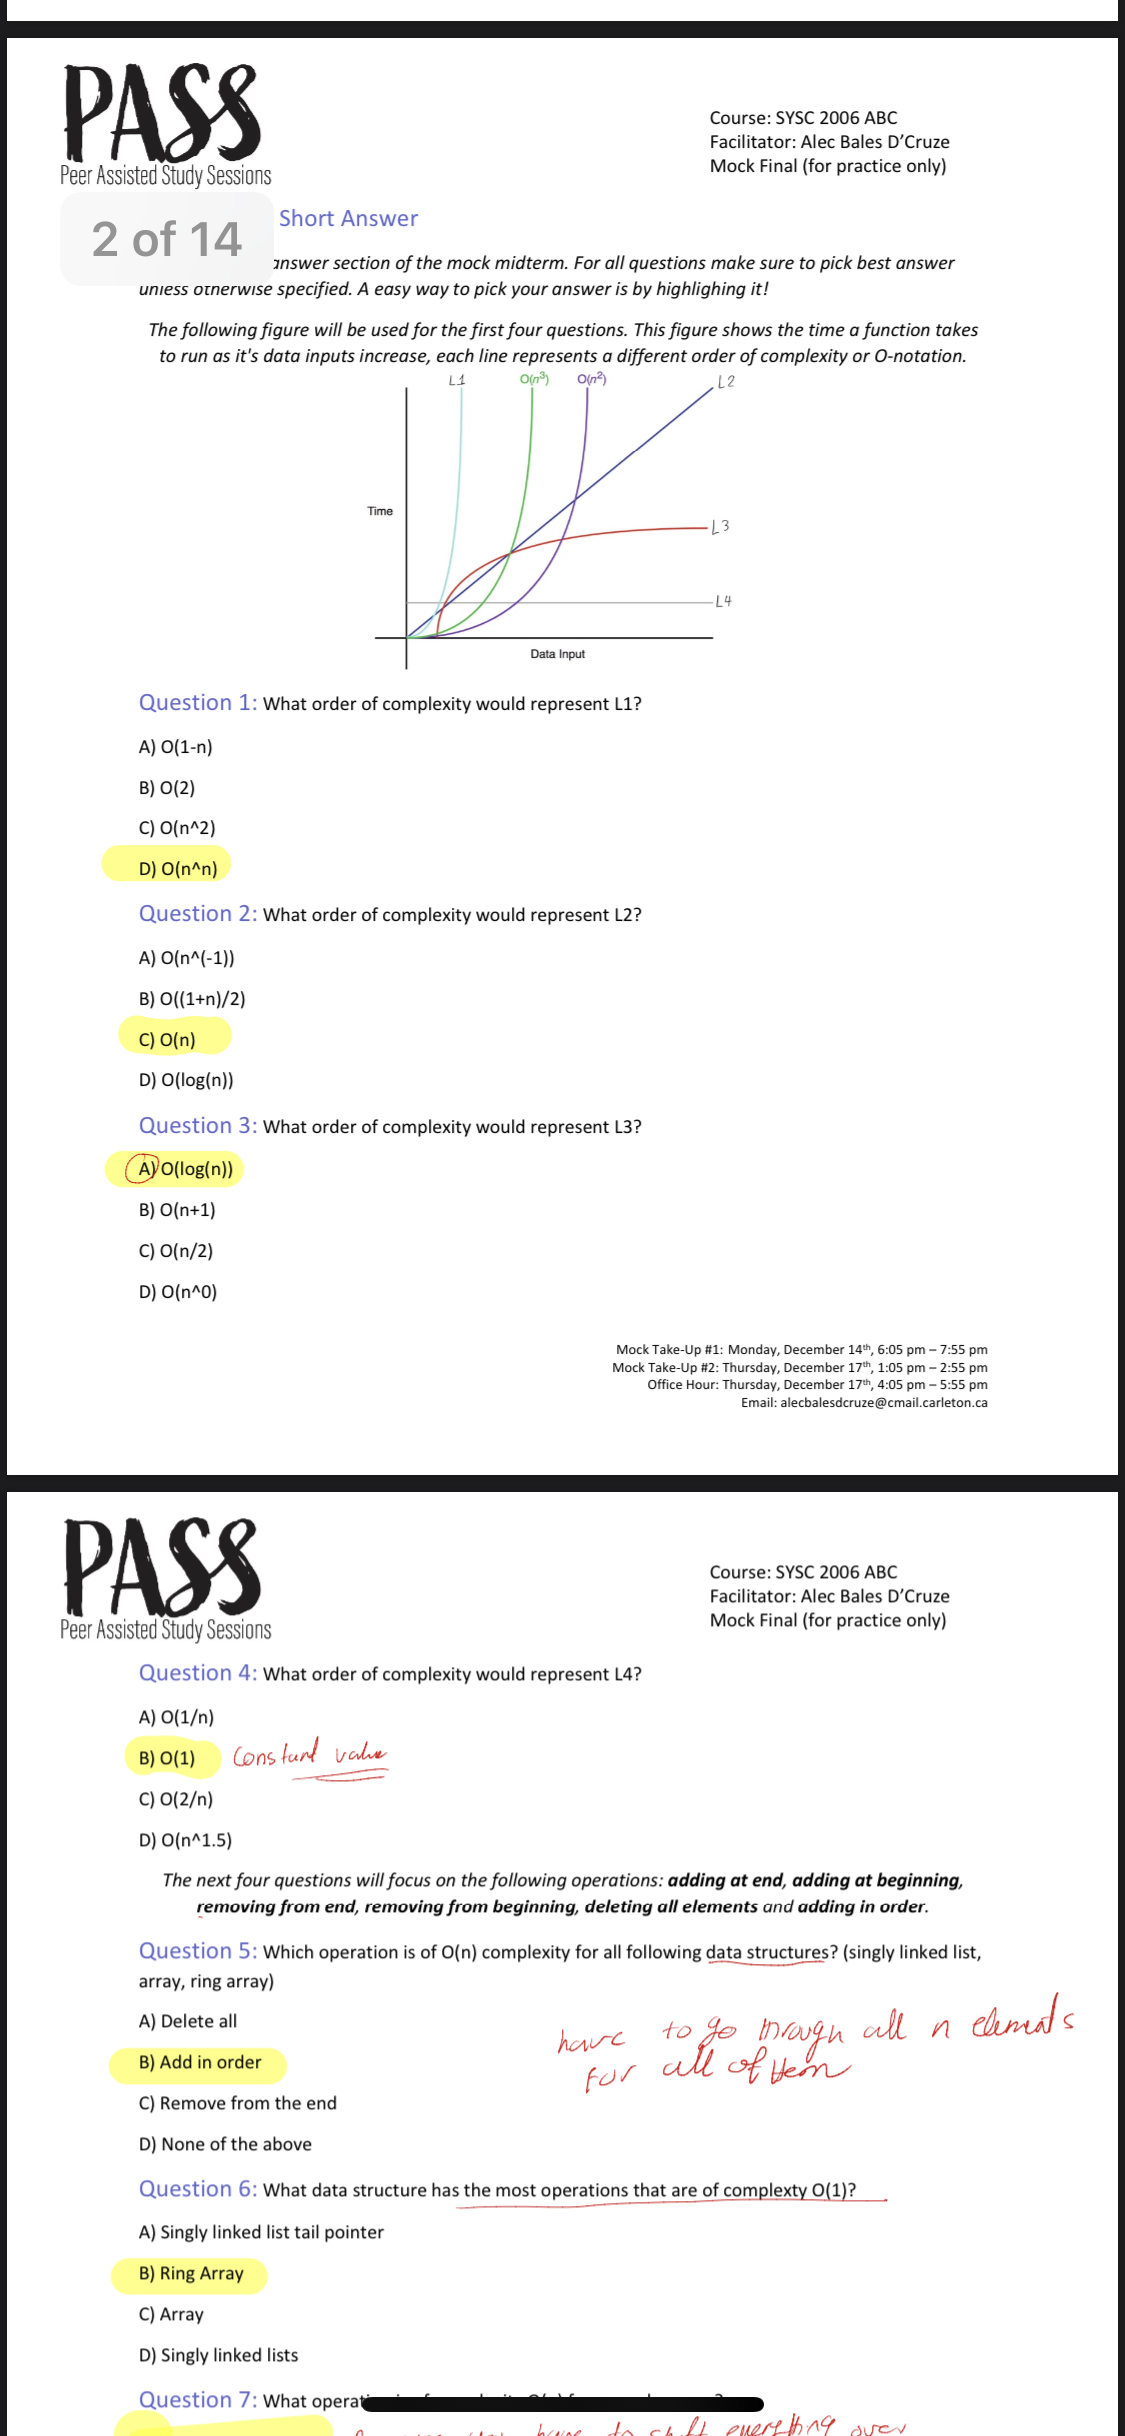 PASS
Peer Assisted Study Sessions
Course: SYSC 2006 ABC
Facilitator: Alec Bales D'Cruze
Mock Final (for practice only)
2 of 14
Short Answer
answer section of the mock midterm. For all questions make sure to pick best answer
unless otherwise specified. A easy way to pick your answer is by highlighing it!
The following figure will be used for the first four questions. This figure shows the time a function takes
to run as it's data inputs increase, each line represents a different order of complexity or O-notation.
L1
O(n³)
O(n²)
L2
Time
L3
L4
Data Input
Question 1: What order of complexity would represent L1?
A) O(1-n)
B) O(2)
C) O(n^2)
D) O(n^n)
Question 2: What order of complexity would represent L2?
A) O(n^(-1))
B) O((1+n)/2)
C) O(n)
D) O(log(n))
Question 3: What order of complexity would represent L3?
A) O(log(n))
B) O(n+1)
C) O(n/2)
D) O(n^0)
Mock Take-Up #1: Monday, December 14th, 6:05 pm – 7:55 pm
Mock Take-Up #2: Thursday, December 17th, 1:05 pm – 2:55 pm
Office Hour: Thursday, December 17th, 4:05 pm – 5:55 pm
Email: alecbalesdcruze@cmail.carleton.ca
PASS
Peer Assisted Study Sessions
Course: SYSC 2006 ABC
Facilitator: Alec Bales D'Cruze
Mock Final (for practice only)
Question 4: What order of complexity would represent L4?
A) O(1/n)
B) O(1) Constant value
C) O(2/n)
D) O(n^1.5)
The next four questions will focus on the following operations: adding at end, adding at beginning,
removing from end, removing from beginning, deleting all elements and adding in order.
Question 5: Which operation is of O(n) complexity for all following data structures? (singly linked list,
array, ring array)
A) Delete all
have to go through all n elements
B) Add in order
for all of them
C) Remove from the end
D) None of the above
Question 6: What data structure has the most operations that are of complexty O(1)?
A) Singly linked list tail pointer
B) Ring Array
C) Array
D) Singly linked lists
Question 7: What operat
have to shift everything over